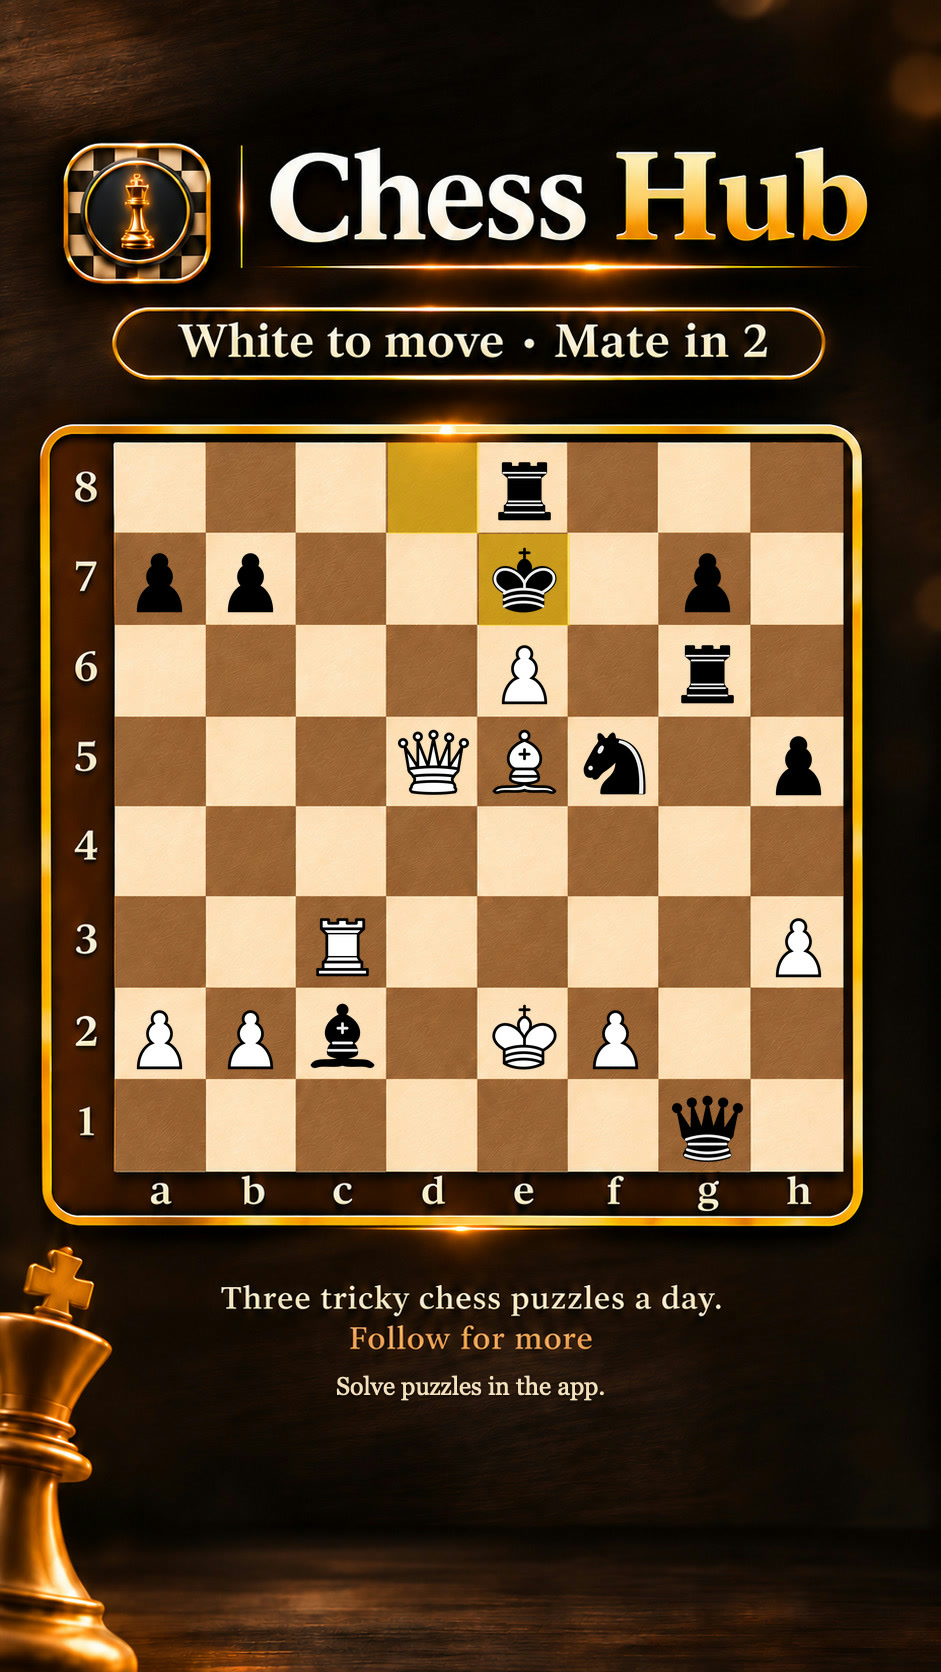 Chess Hub
White to move • Mate in 2
8
7
6
5
4
3
2
1
a b c d e f g h
Three tricky chess puzzles a day.
Follow for more
Solve puzzles in the app.